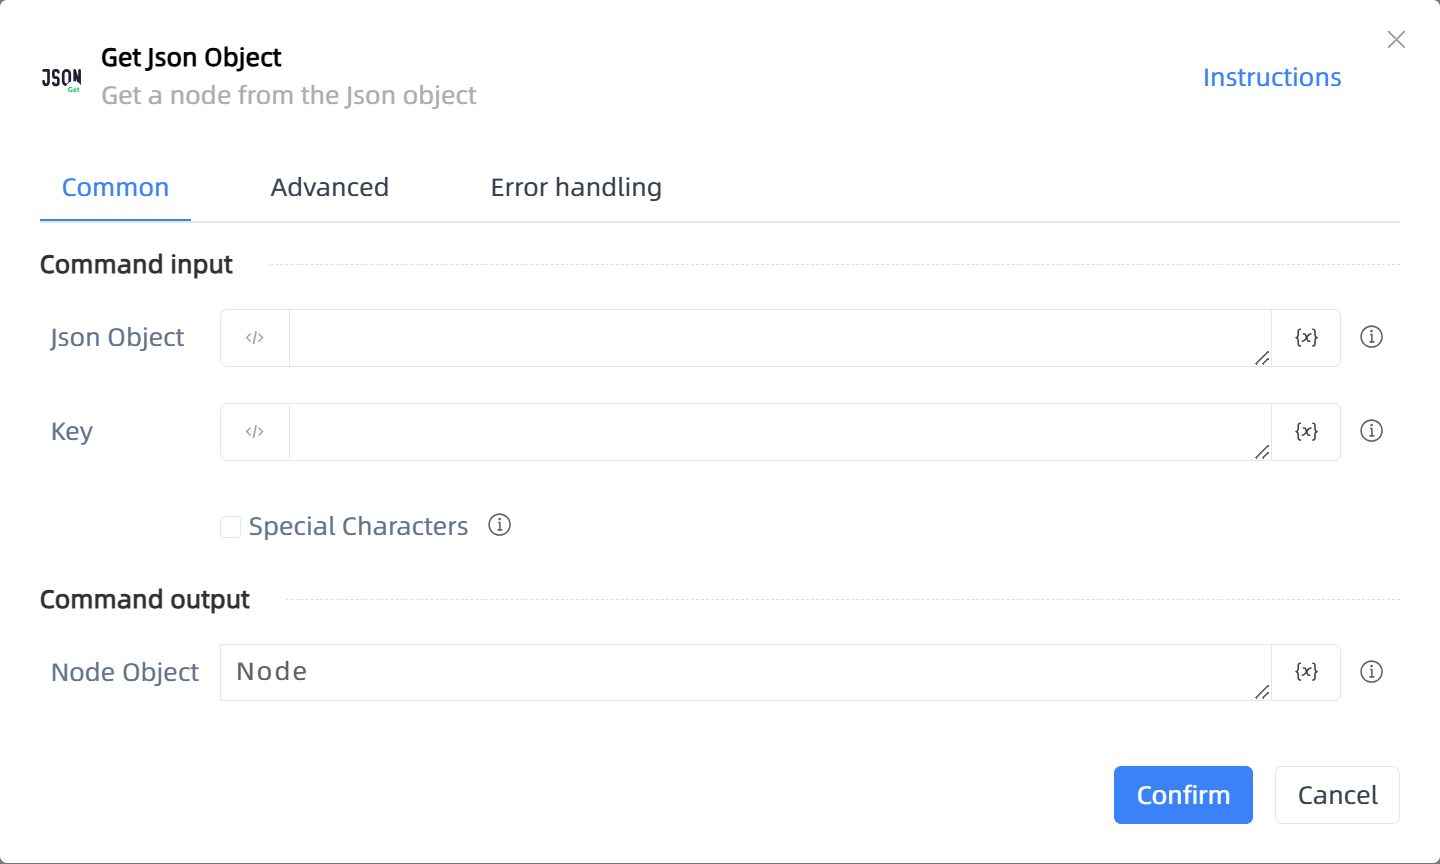 JSON
Get
Get Json Object
Get a node from the Json object
Instructions
Common Advanced Error handling
Command input
Json Object </> {x}
Key </> {x}
Special Characters
Command output
Node Object Node {x}
Confirm Cancel